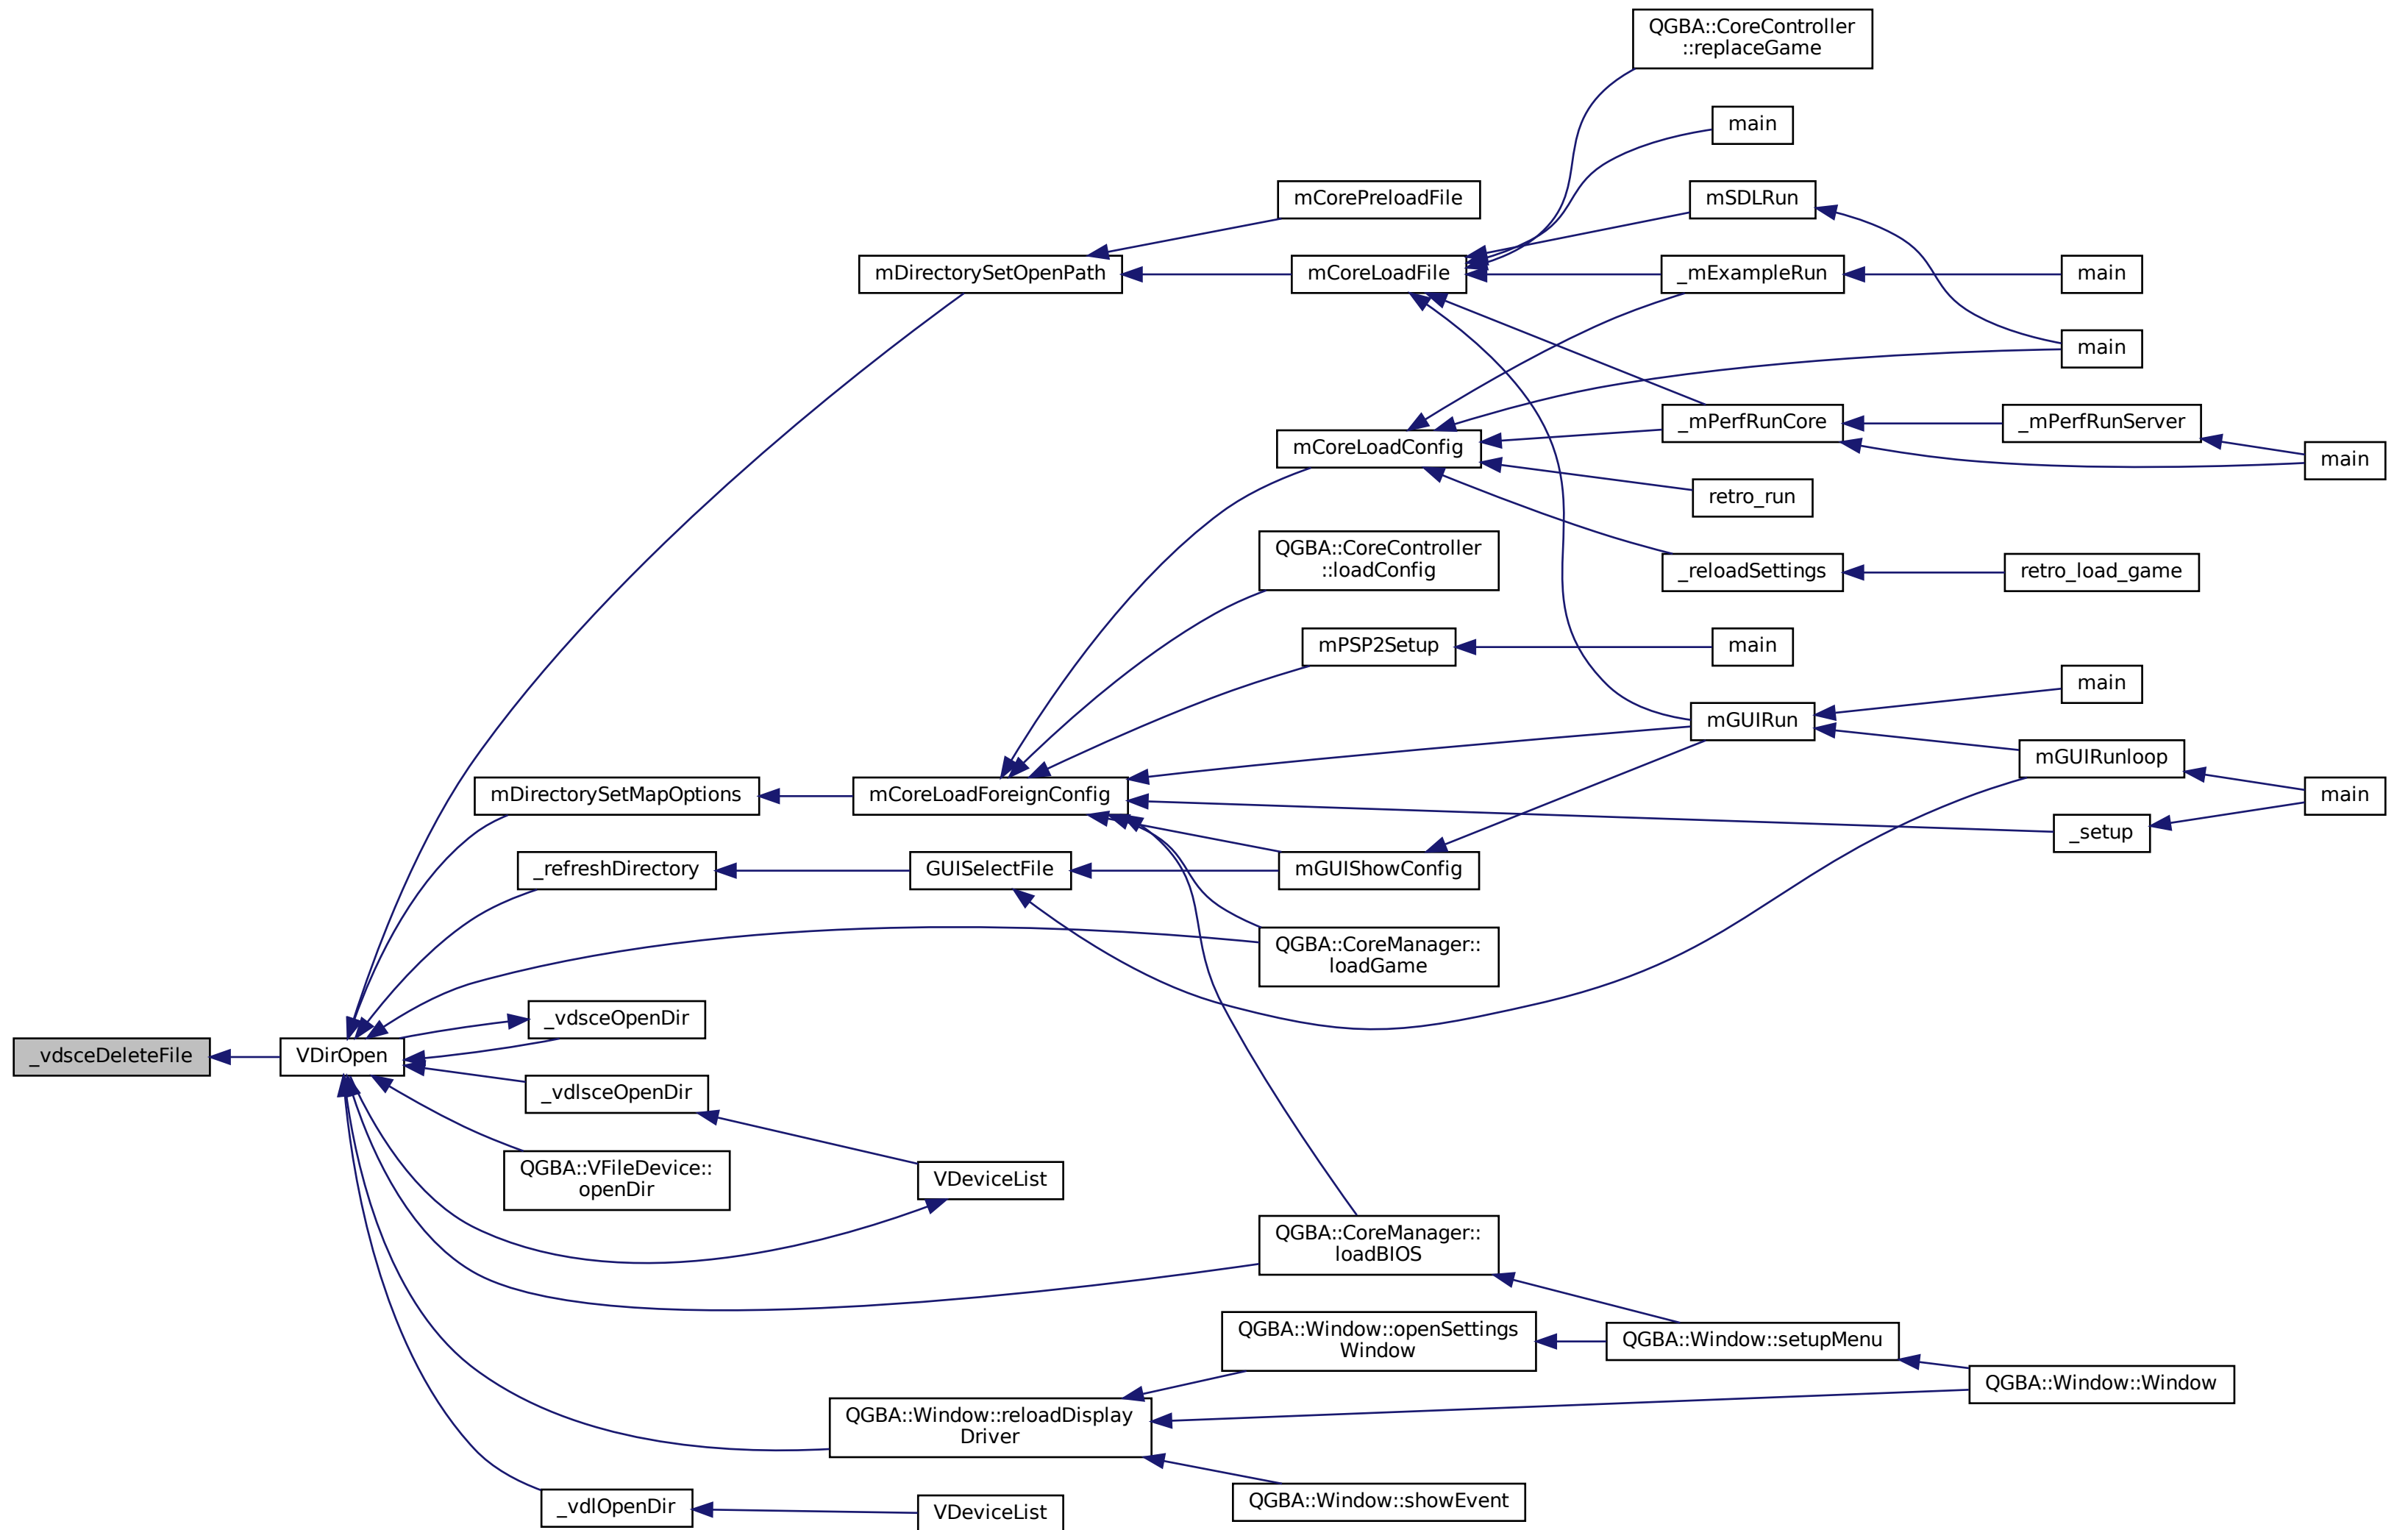 QGBA::CoreController
::replaceGame
main
mCorePreloadFile
mSDLRun
mDirectorySetOpenPath
mCoreLoadFile
_mExampleRun
main
main
mCoreLoadConfig
_mPerfRunCore
_mPerfRunServer
main
retro_run
QGBA::CoreController
::loadConfig
_reloadSettings
retro_load_game
mPSP2Setup
main
main
mGUIRun
mGUIRunloop
mDirectorySetMapOptions
mCoreLoadForeignConfig
main
_setup
_refreshDirectory
GUISelectFile
mGUIShowConfig
QGBA::CoreManager::
loadGame
_vdsceOpenDir
_vdsceDeleteFile
VDirOpen
_vdlsceOpenDir
QGBA::VFileDevice::
openDir
VDeviceList
QGBA::CoreManager::
loadBIOS
QGBA::Window::openSettings
Window
QGBA::Window::setupMenu
QGBA::Window::Window
QGBA::Window::reloadDisplay
Driver
QGBA::Window::showEvent
_vdlOpenDir
VDeviceList